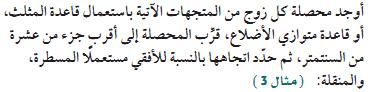 أوجد محصلة كل زوج من المتجهات الآتية باستعمال قاعدة المثلث،
أو قاعدة متوازي الأضلاع، قرِّب المحصلة إلى أقرب جزء من عشرة
من السنتمتر، ثم حدّد اتجاهها بالنسبة للأفقي مستعملًا المسطرة،
والمنقلة: (مثال 3)